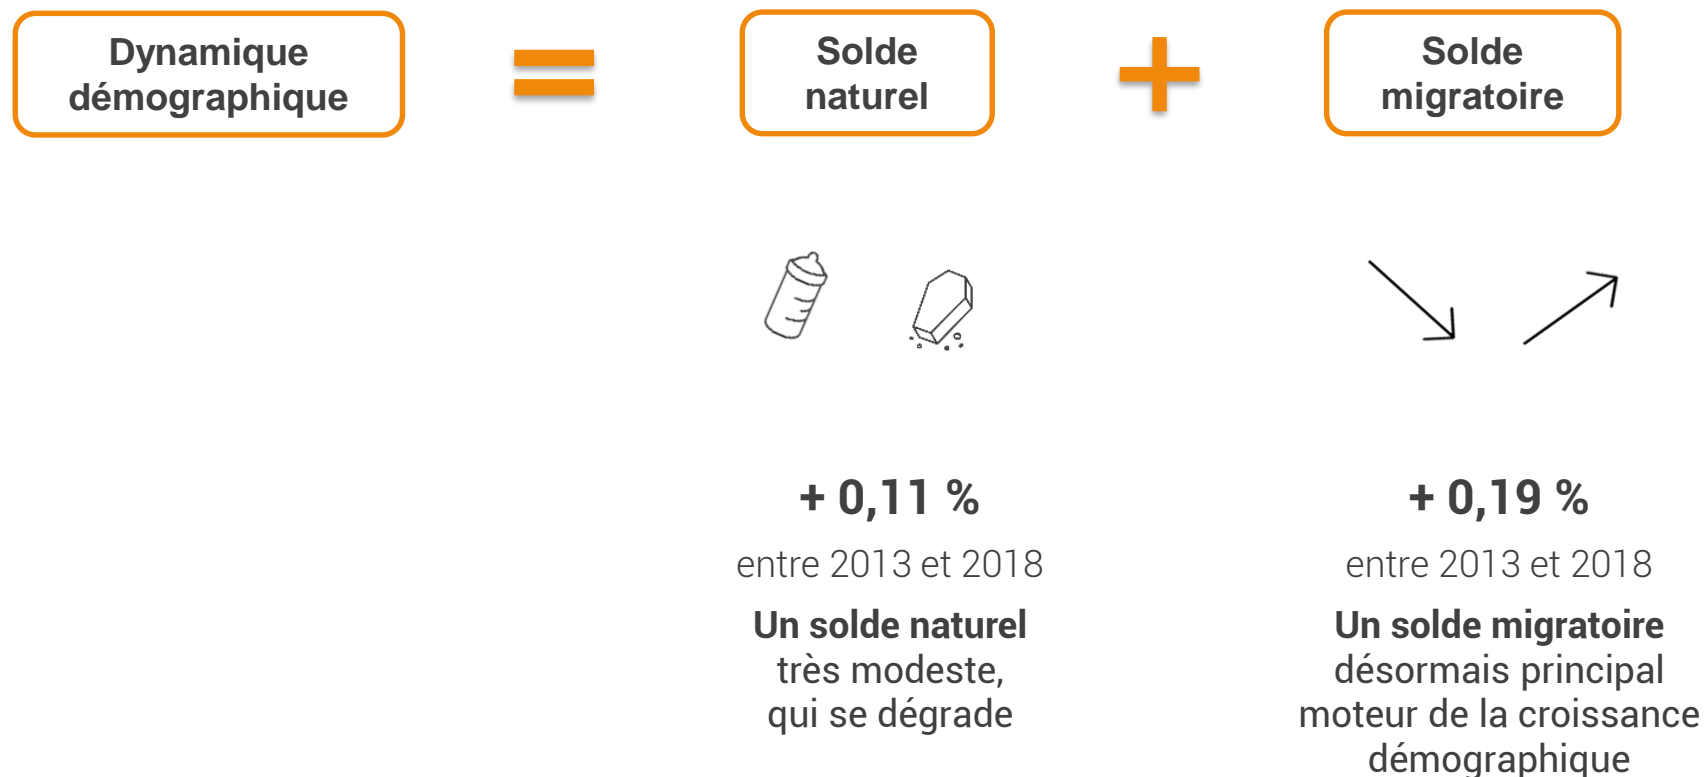 Dynamique
démographique
=
Solde
naturel
+
Solde
migratoire
+ 0,11 %
entre 2013 et 2018
Un solde naturel
très modeste,
qui se dégrade
+ 0,19 %
entre 2013 et 2018
Un solde migratoire
désormais principal
moteur de la croissance
démographique